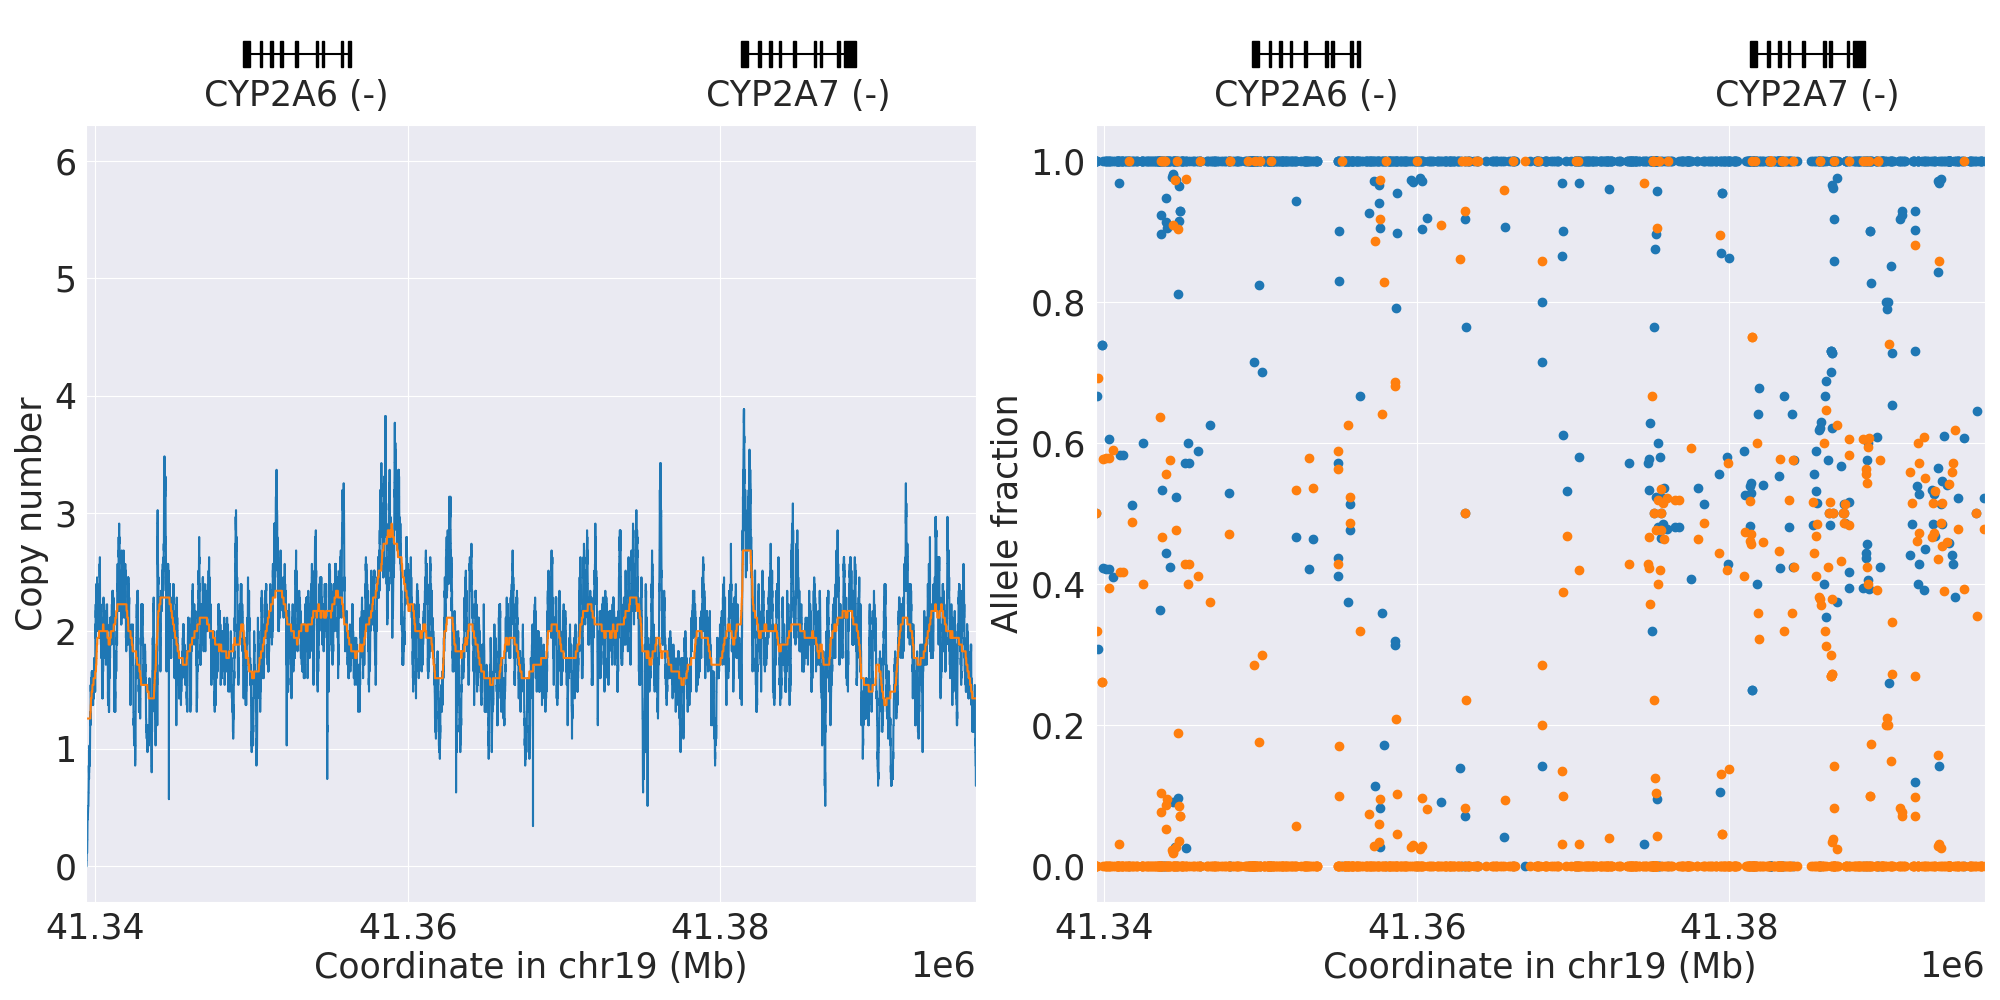 CYP2A6 (-)
CYP2A7 (-)
CYP2A6 (-)
CYP2A7 (-)
Copy number
6
5
4
3
2
1
0
41.34
41.36
41.38
Coordinate in chr19 (Mb)
1e6
Allele fraction
1.0
0.8
0.6
0.4
0.2
0.0
41.34
41.36
41.38
Coordinate in chr19 (Mb)
1e6